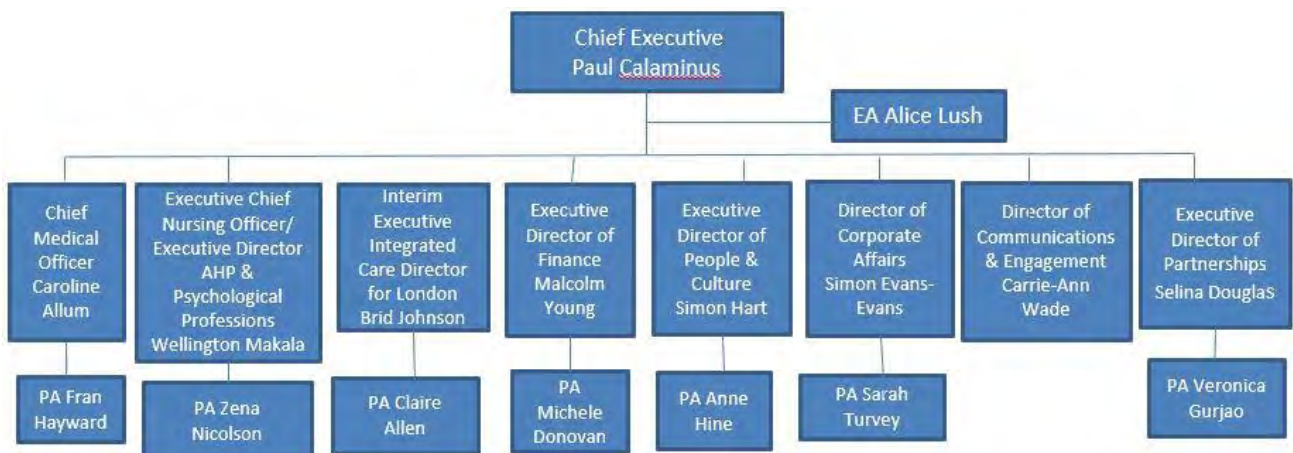 Chief Executive
Paul Calaminus
EA Alice Lush
Chief
Medical
Officer
Caroline
Allum
Executive Chief
Nursing Officer/
Executive Director
AHP &
Psychological
Professions
Wellington Makala
Interim
Executive
Integrated
Care Director
for London
Brid Johnson
Executive
Director of
Finance
Malcolm
Young
Executive
Director of
People &
Culture
Simon Hart
Director of
Corporate
Affairs
Simon Evans-
Evans
Director of
Communications
& Engagement
Carrie-Ann
Wade
Executive
Director of
Partnerships
Selina Douglas
PA Fran
Hayward
PA Zena
Nicolson
PA Claire
Allen
PA
Michele
Donovan
PA Anne
Hine
PA Sarah
Turvey
PA Veronica
Gurjao